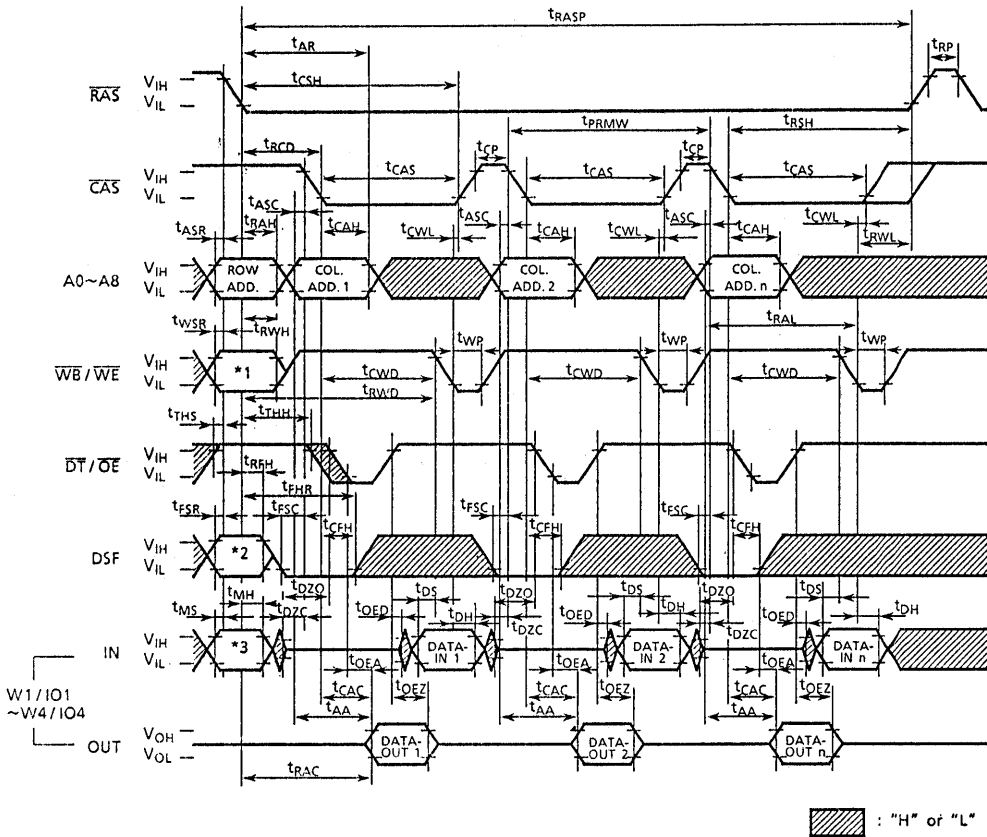 tRASP
tAR
tRP
tCSH
RAS
VIH
VIL
tPRMW
tRSH
tRCD
tCP
tCP
CAS
VIH
VIL
tCAS
tCAS
tCAS
tASC
tASC
tASC
tASR
tRAH
tCAH
tCWL
tCAH
tCWL
tCAH
tCWL
tRWL
A0~A8
VIH
VIL
ROW ADD.
COL. ADD. 1
COL. ADD. 2
COL. ADD. n
tWSR
tRWH
tRAL
tWP
tWP
tWP
WB/WE
VIH
VIL
*1
tCWD
tCWD
tCWD
tRWD
tTHS
tTHH
DT/OE
VIH
VIL
tRFH
tFHR
tFSR
tFSC
tFSC
tFSC
tCFH
tCFH
tCFH
DSF
VIH
VIL
*2
tMS
tMH
tDZO
tDZC
tOED
tDS
tDH
tDZO
tDZC
tOED
tDS
tDH
tDZO
tDZC
tOED
tDS
tDH
IN
VIH
VIL
*3
DATA-IN 1
DATA-IN 2
DATA-IN n
tOEA
tOEA
tOEA
W1/IO1
~W4/IO4
tCAC
tOEZ
tCAC
tOEZ
tCAC
tOEZ
tAA
tAA
tAA
OUT
VOH
VOL
DATA-OUT 1
DATA-OUT 2
DATA-OUT n
tRAC
: "H" or "L"